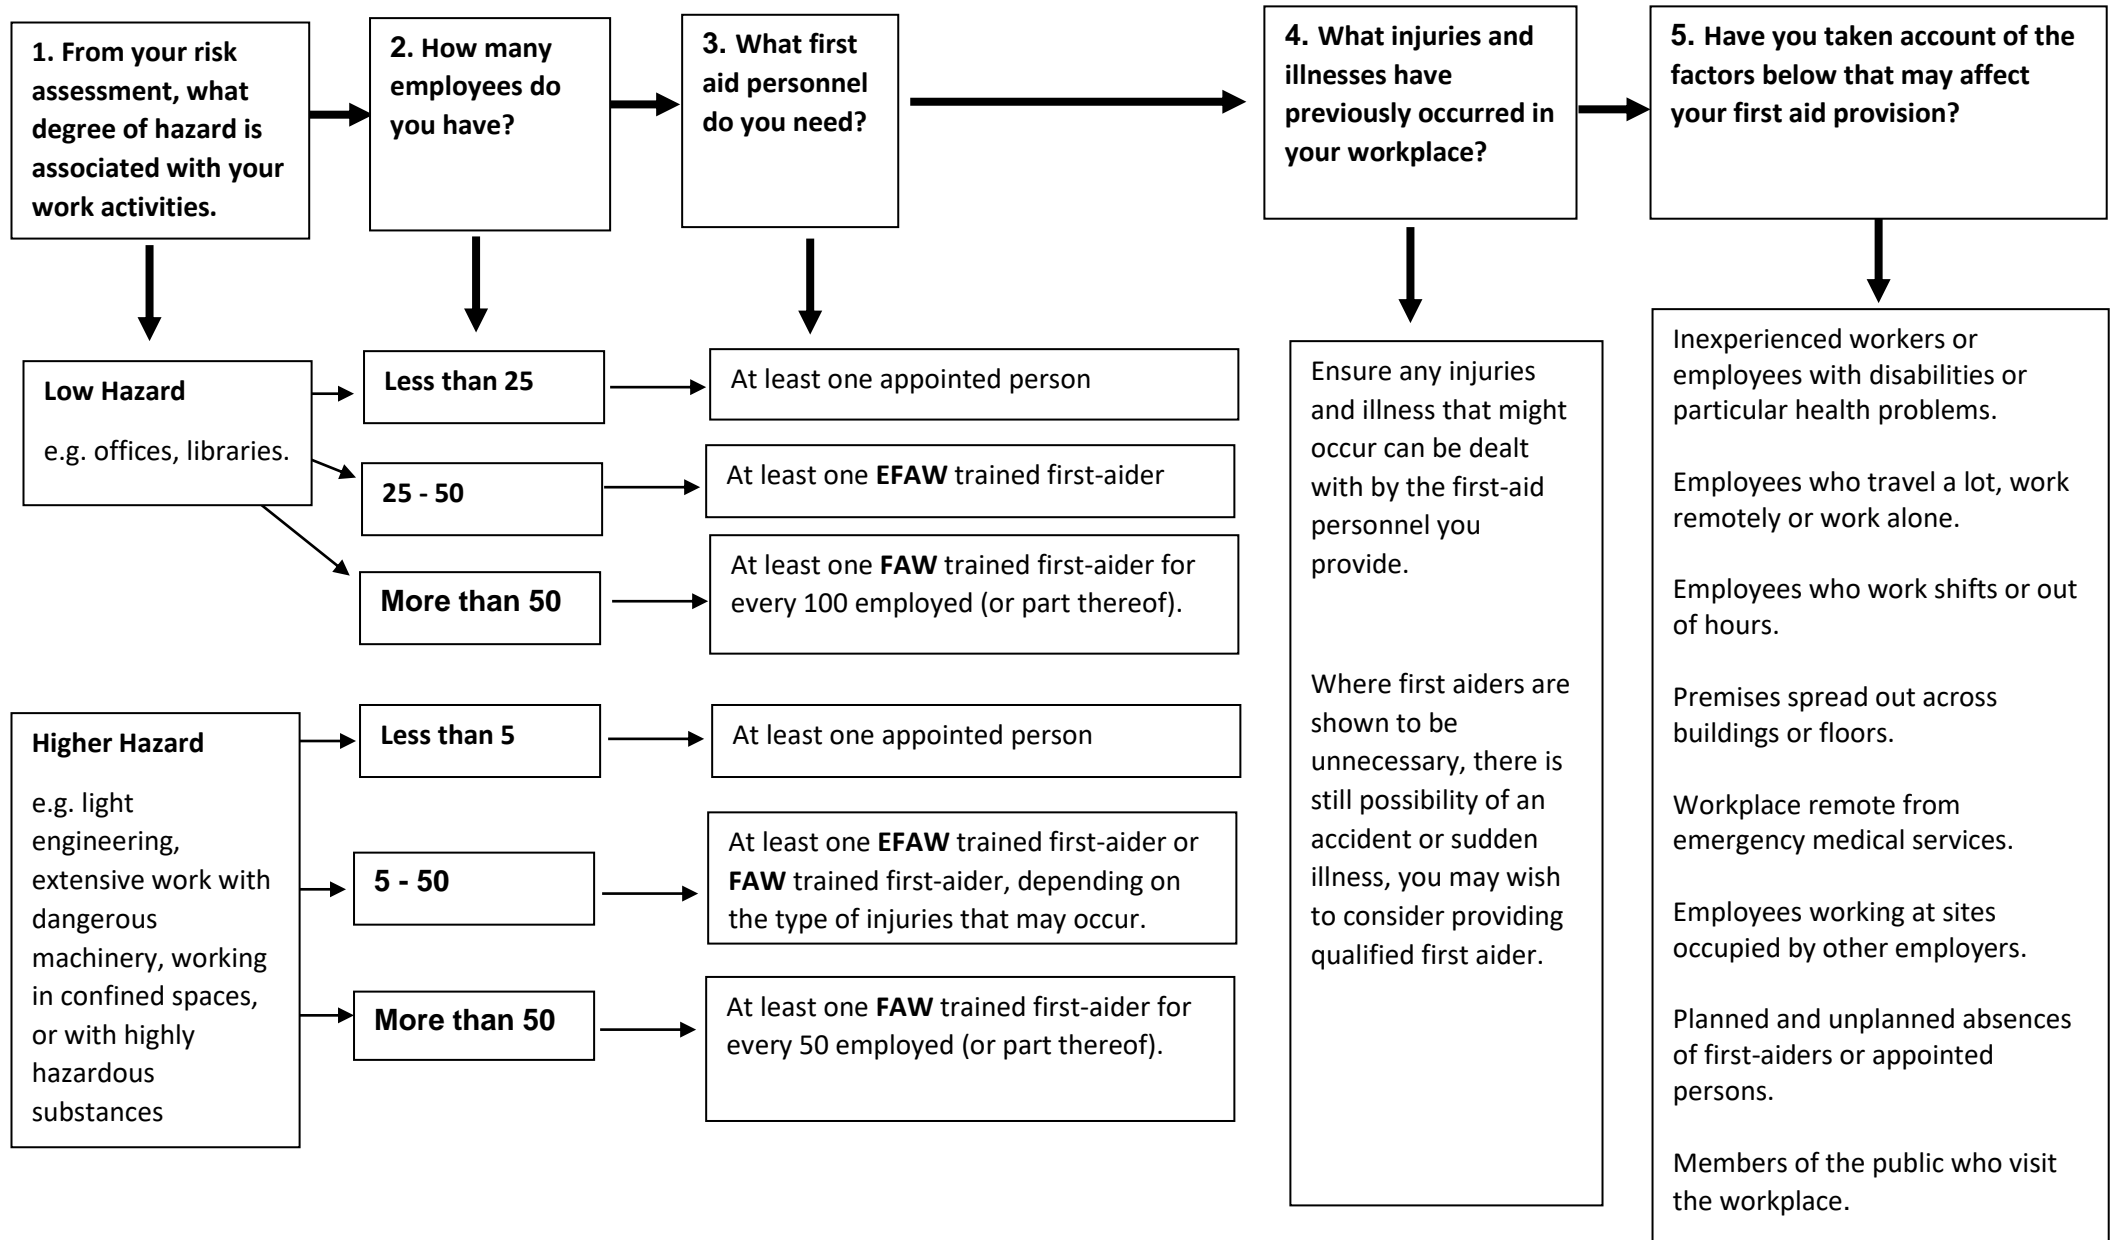 1. From your risk
assessment, what
degree of hazard is
associated with your
work activities.
2. How many
employees do
you have?
3. What first
aid personnel
do you need?
4. What injuries and
illnesses have
previously occurred in
your workplace?
5. Have you taken account of the
factors below that may affect
your first aid provision?
Low Hazard
e.g. offices, libraries.
Less than 25
At least one appointed person
25 - 50
At least one EFAW trained first-aider
More than 50
At least one FAW trained first-aider for
every 100 employed (or part thereof).
Higher Hazard
e.g. light
engineering,
extensive work with
dangerous
machinery, working
in confined spaces,
or with highly
hazardous
substances
Less than 5
At least one appointed person
5 - 50
At least one EFAW trained first-aider or
FAW trained first-aider, depending on
the type of injuries that may occur.
More than 50
At least one FAW trained first-aider for
every 50 employed (or part thereof).
Ensure any injuries
and illness that might
occur can be dealt
with by the first-aid
personnel you
provide.
Where first aiders are
shown to be
unnecessary, there is
still possibility of an
accident or sudden
illness, you may wish
to consider providing
qualified first aider.
Inexperienced workers or
employees with disabilities or
particular health problems.
Employees who travel a lot, work
remotely or work alone.
Employees who work shifts or out
of hours.
Premises spread out across
buildings or floors.
Workplace remote from
emergency medical services.
Employees working at sites
occupied by other employers.
Planned and unplanned absences
of first-aiders or appointed
persons.
Members of the public who visit
the workplace.